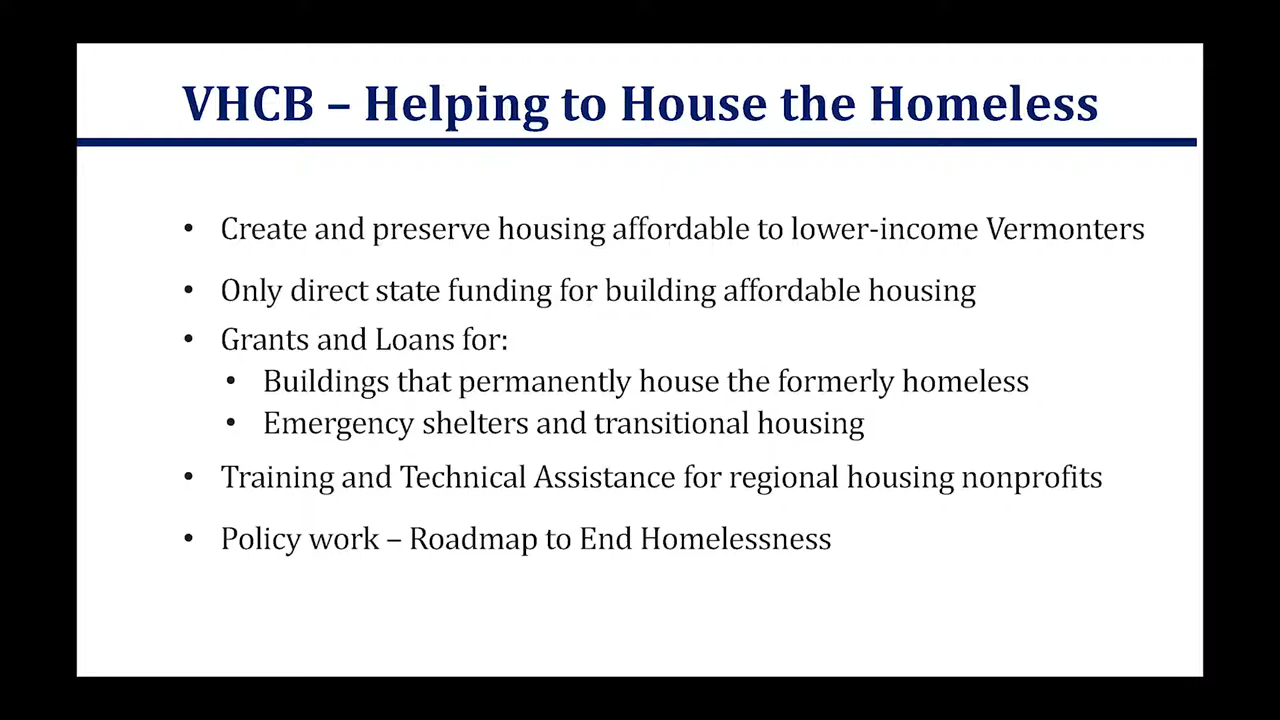 VHCB – Helping to House the Homeless
• Create and preserve housing affordable to lower-income Vermonters
• Only direct state funding for building affordable housing
• Grants and Loans for:
• Buildings that permanently house the formerly homeless
• Emergency shelters and transitional housing
• Training and Technical Assistance for regional housing nonprofits
• Policy work – Roadmap to End Homelessness